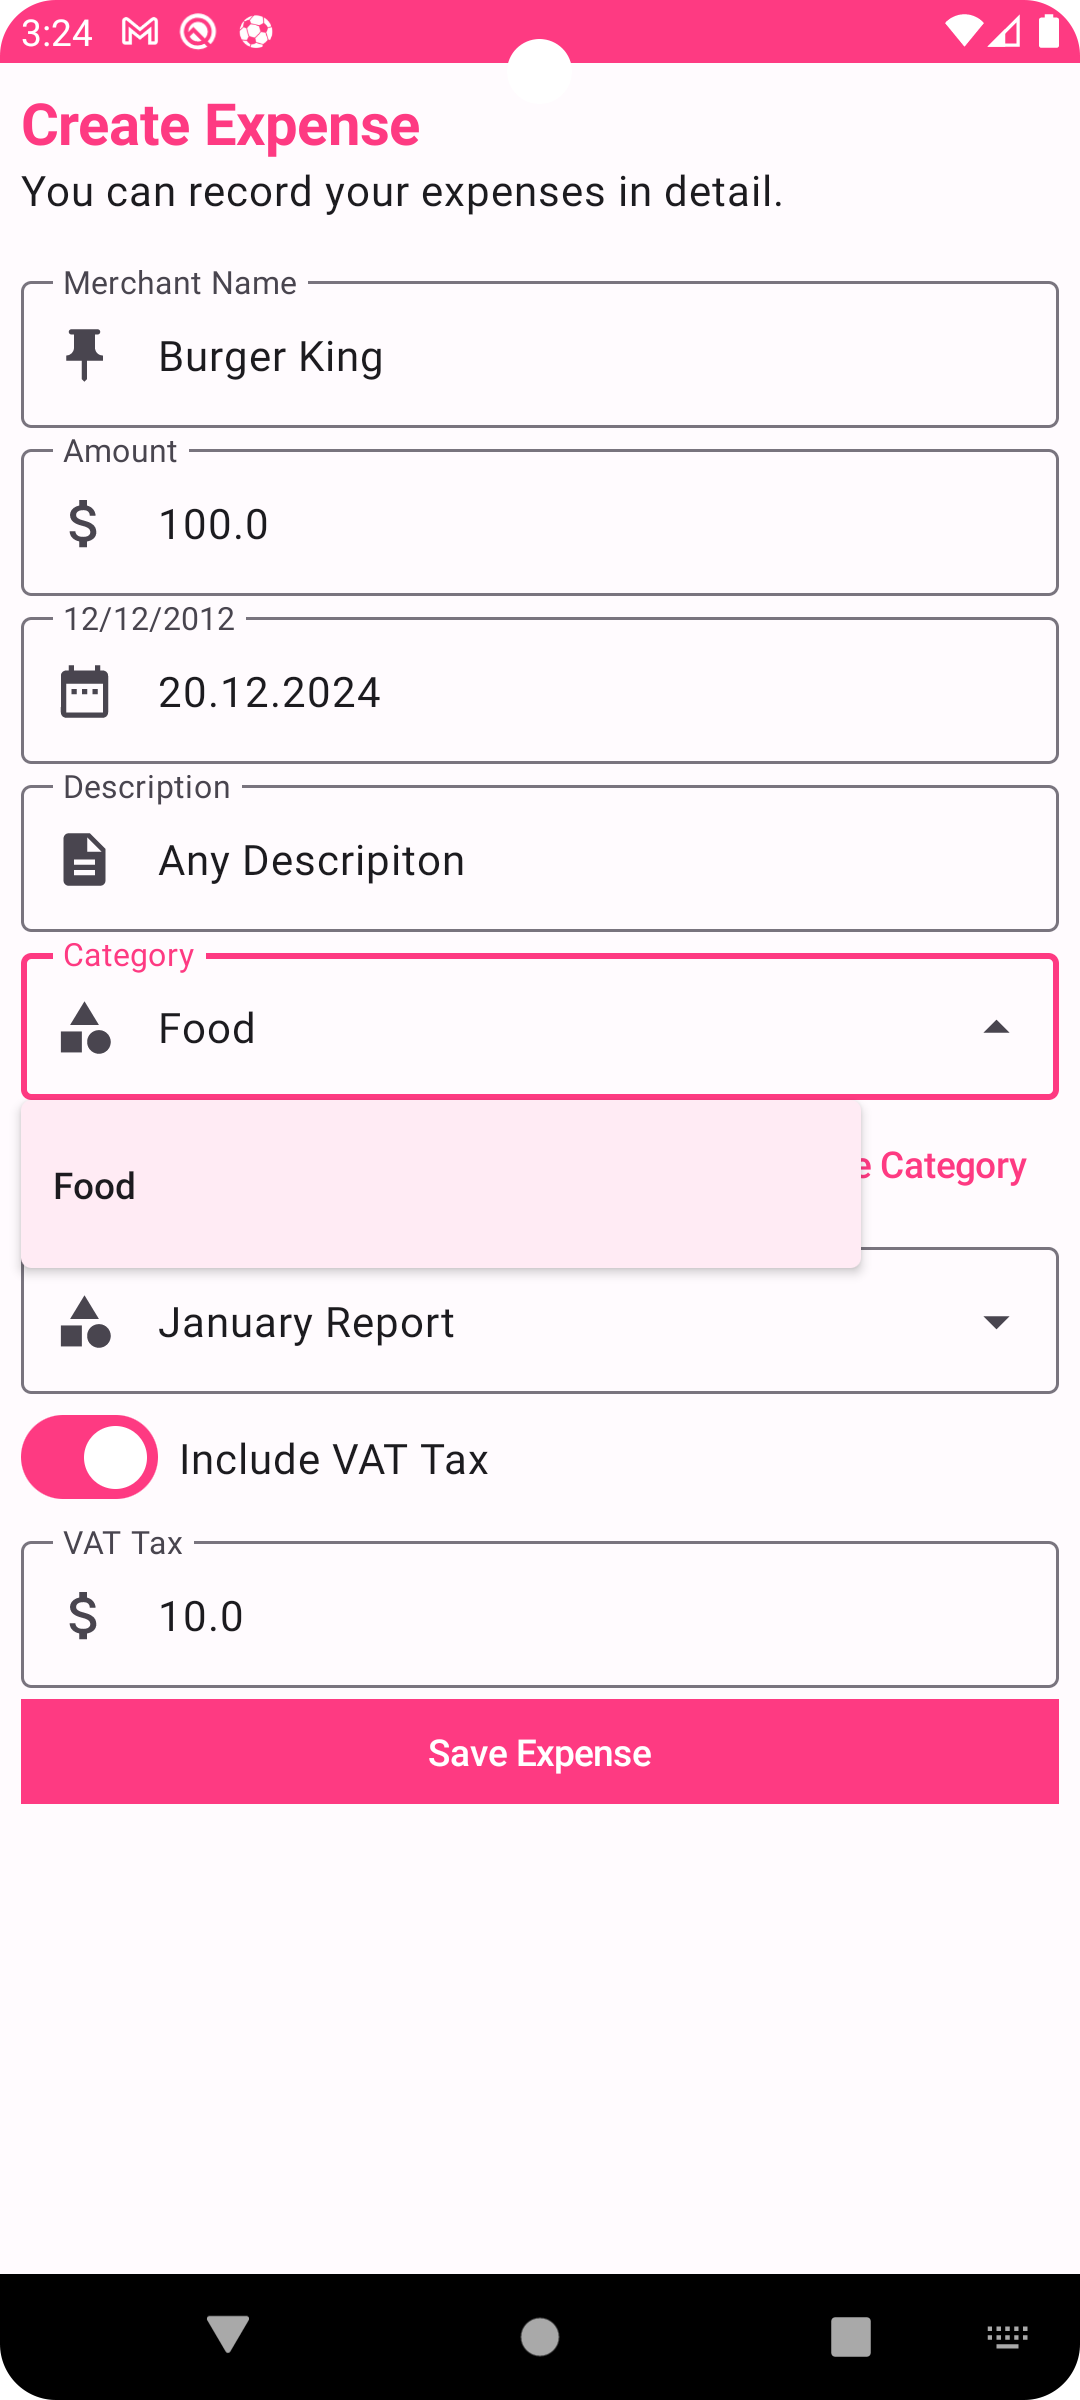 3:24
Create Expense
You can record your expenses in detail.
Merchant Name
Burger King
Amount
$ 100.0
12/12/2012
20.12.2024
Description
Any Descripiton
Category
Food
Food
Category
January Report
Include VAT Tax
VAT Tax
$ 10.0
Save Expense